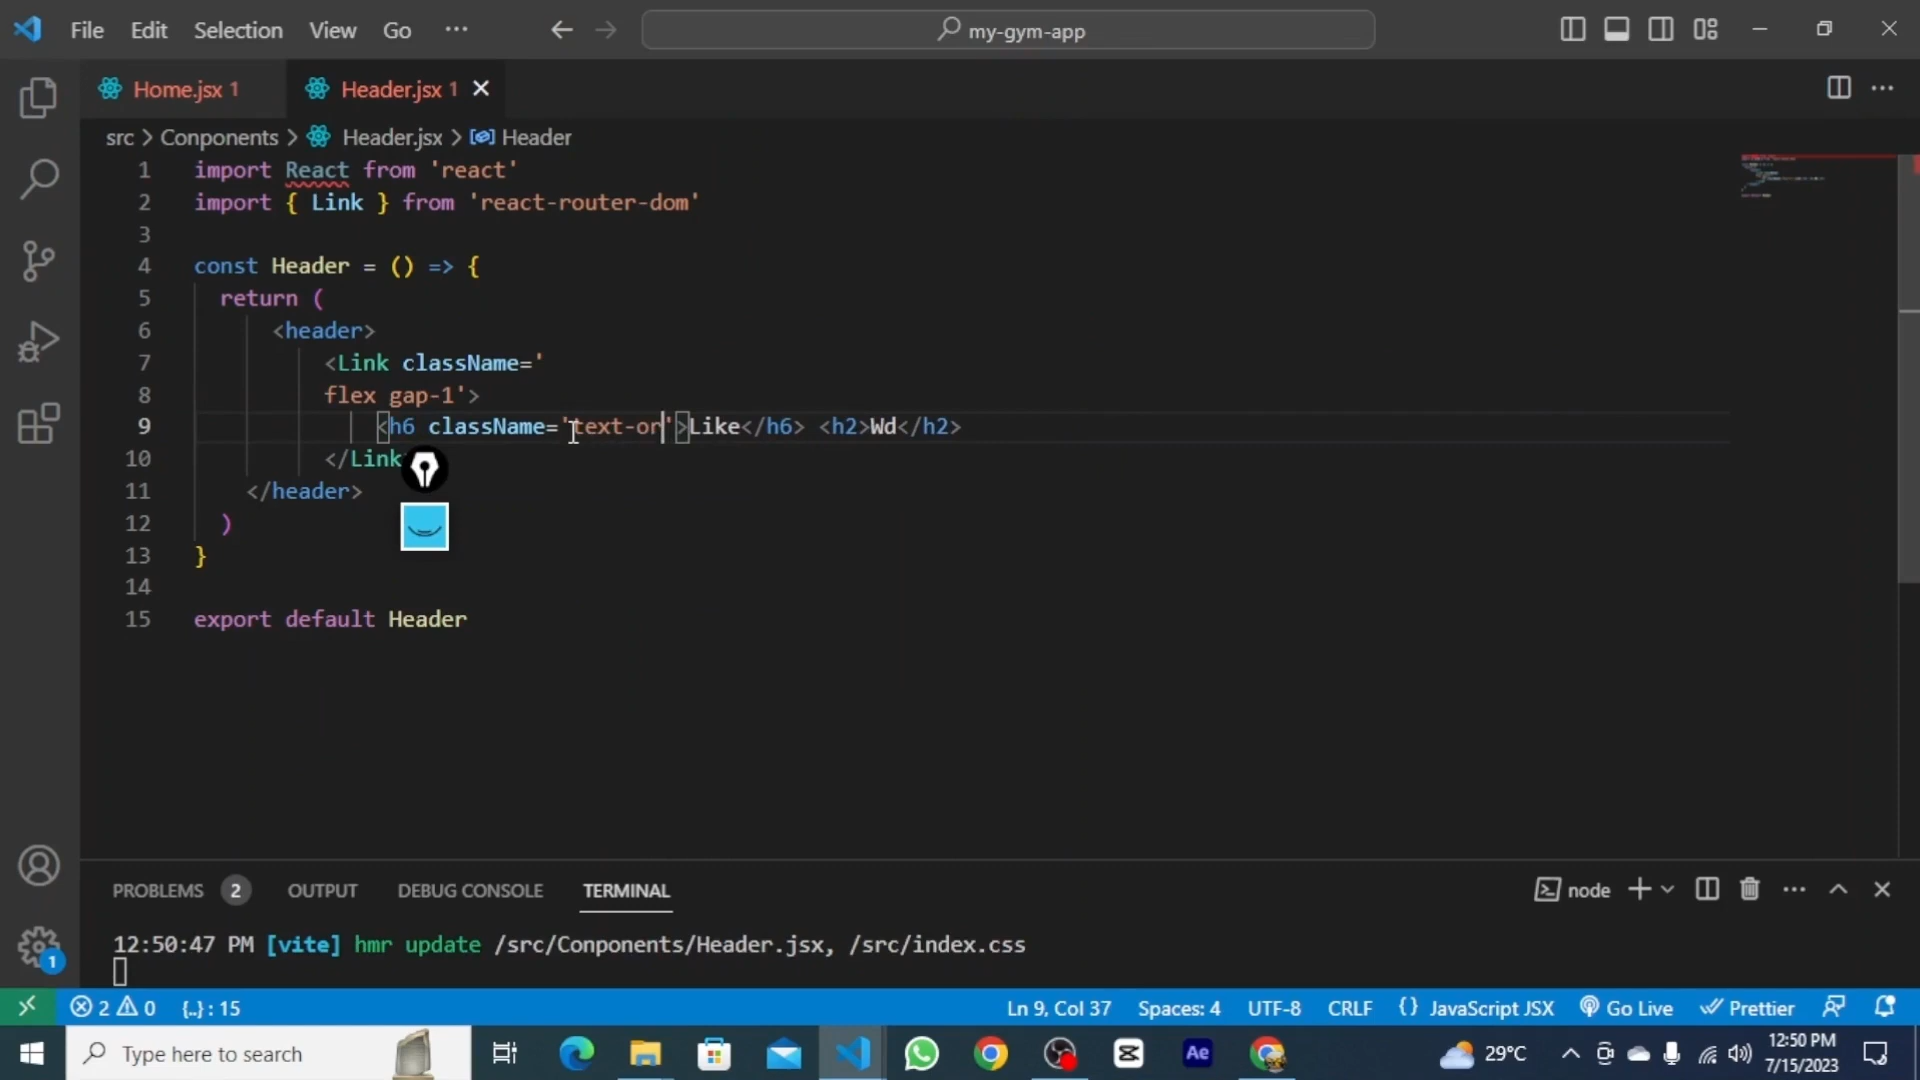 File Edit Selection View Go ··· my-gym-app
Home.jsx 1 Header.jsx 1
src > Conponents > Header.jsx > Header
1 import React from 'react'
2 import { Link } from 'react-router-dom'
3
4 const Header = () => {
5 return (
6 <header>
7 <Link className='
8 flex gap-1'>
9 <h6 className='text-or'>Like</h6> <h2>Wd</h2>
10 </Link
11 </header>
12 )
13 }
14
15 export default Header
PROBLEMS 2 OUTPUT DEBUG CONSOLE TERMINAL node
12:50:47 PM [vite] hmr update /src/Conponents/Header.jsx, /src/index.css
1
2 0 {..} : 15 Ln 9, Col 37 Spaces: 4 UTF-8 CRLF {} JavaScript JSX Go Live Prettier
Type here to search Ae 29°C 12:50 PM
7/15/2023